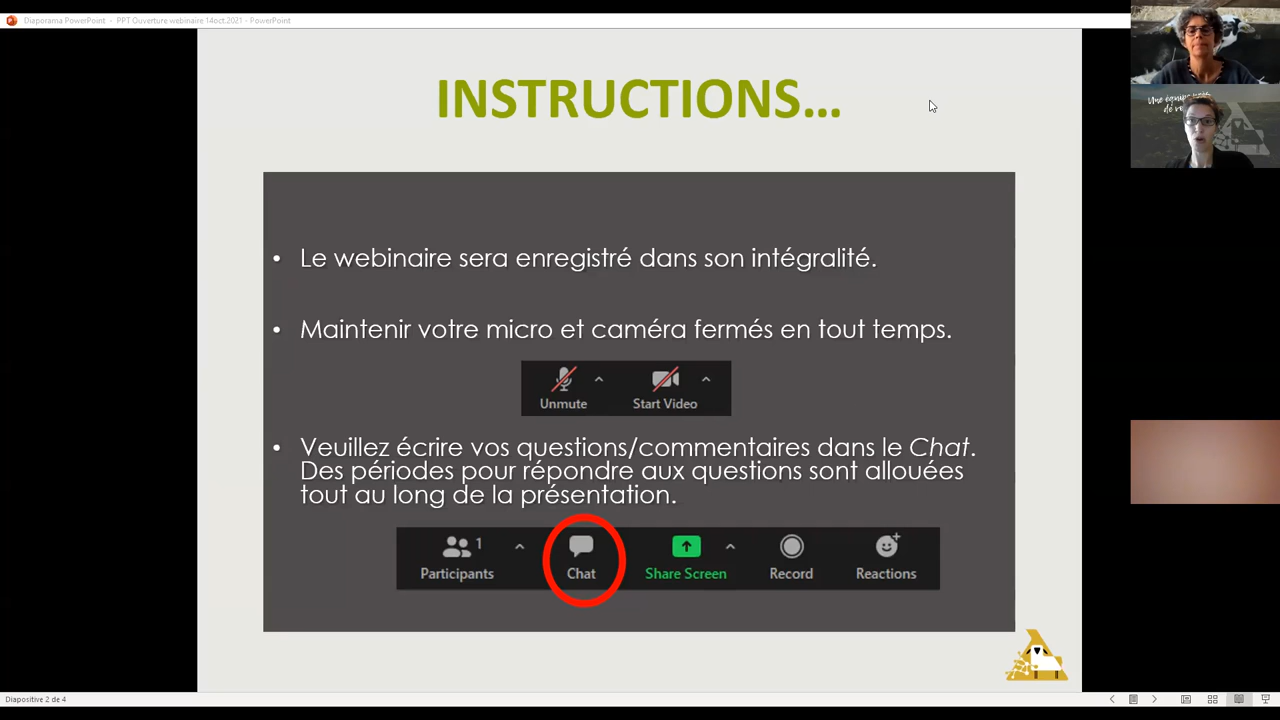 Diaporama PowerPoint - PPT Ouverture webinaire 14oct.2021 - PowerPoint
INSTRUCTIONS...
• Le webinaire sera enregistré dans son intégralité.
• Maintenir votre micro et caméra fermés en tout temps.
Unmute Start Video
• Veuillez écrire vos questions/commentaires dans le Chat.
Des périodes pour répondre aux questions sont allouées
tout au long de la présentation.
1
Participants Chat Share Screen Record Reactions
Une équipe
Diapositive 2 de 4